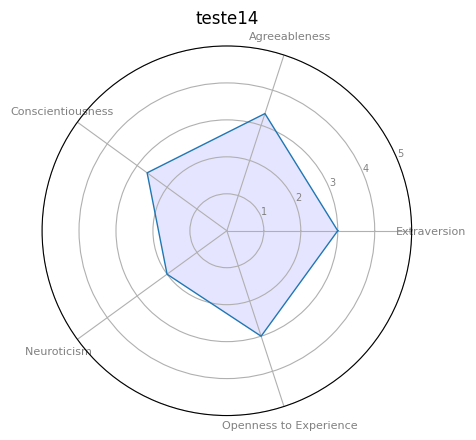 teste14
Agreeableness
Conscientiousness
5
4
3
2
1
Extraversion
Neuroticism
Openness to Experience